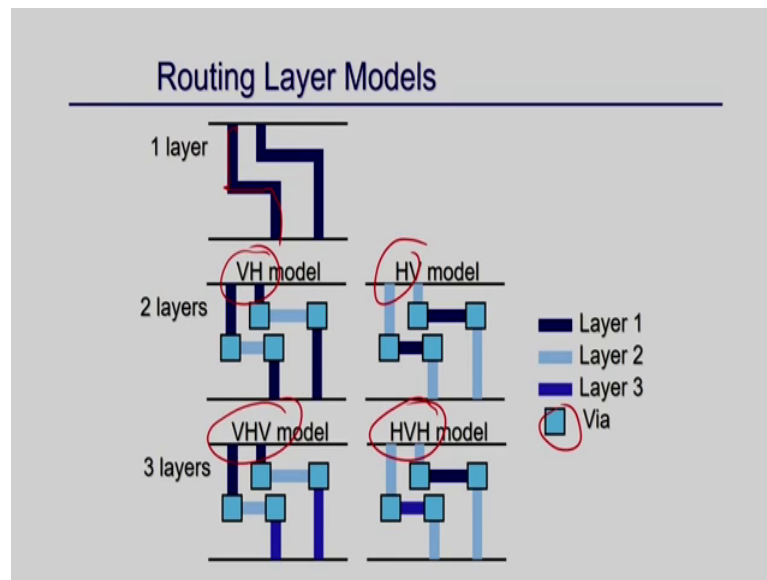 Routing Layer Models
1 layer
VH model
HV model
2 layers
Layer 1
Layer 2
Layer 3
Via
VHV model
HVH model
3 layers